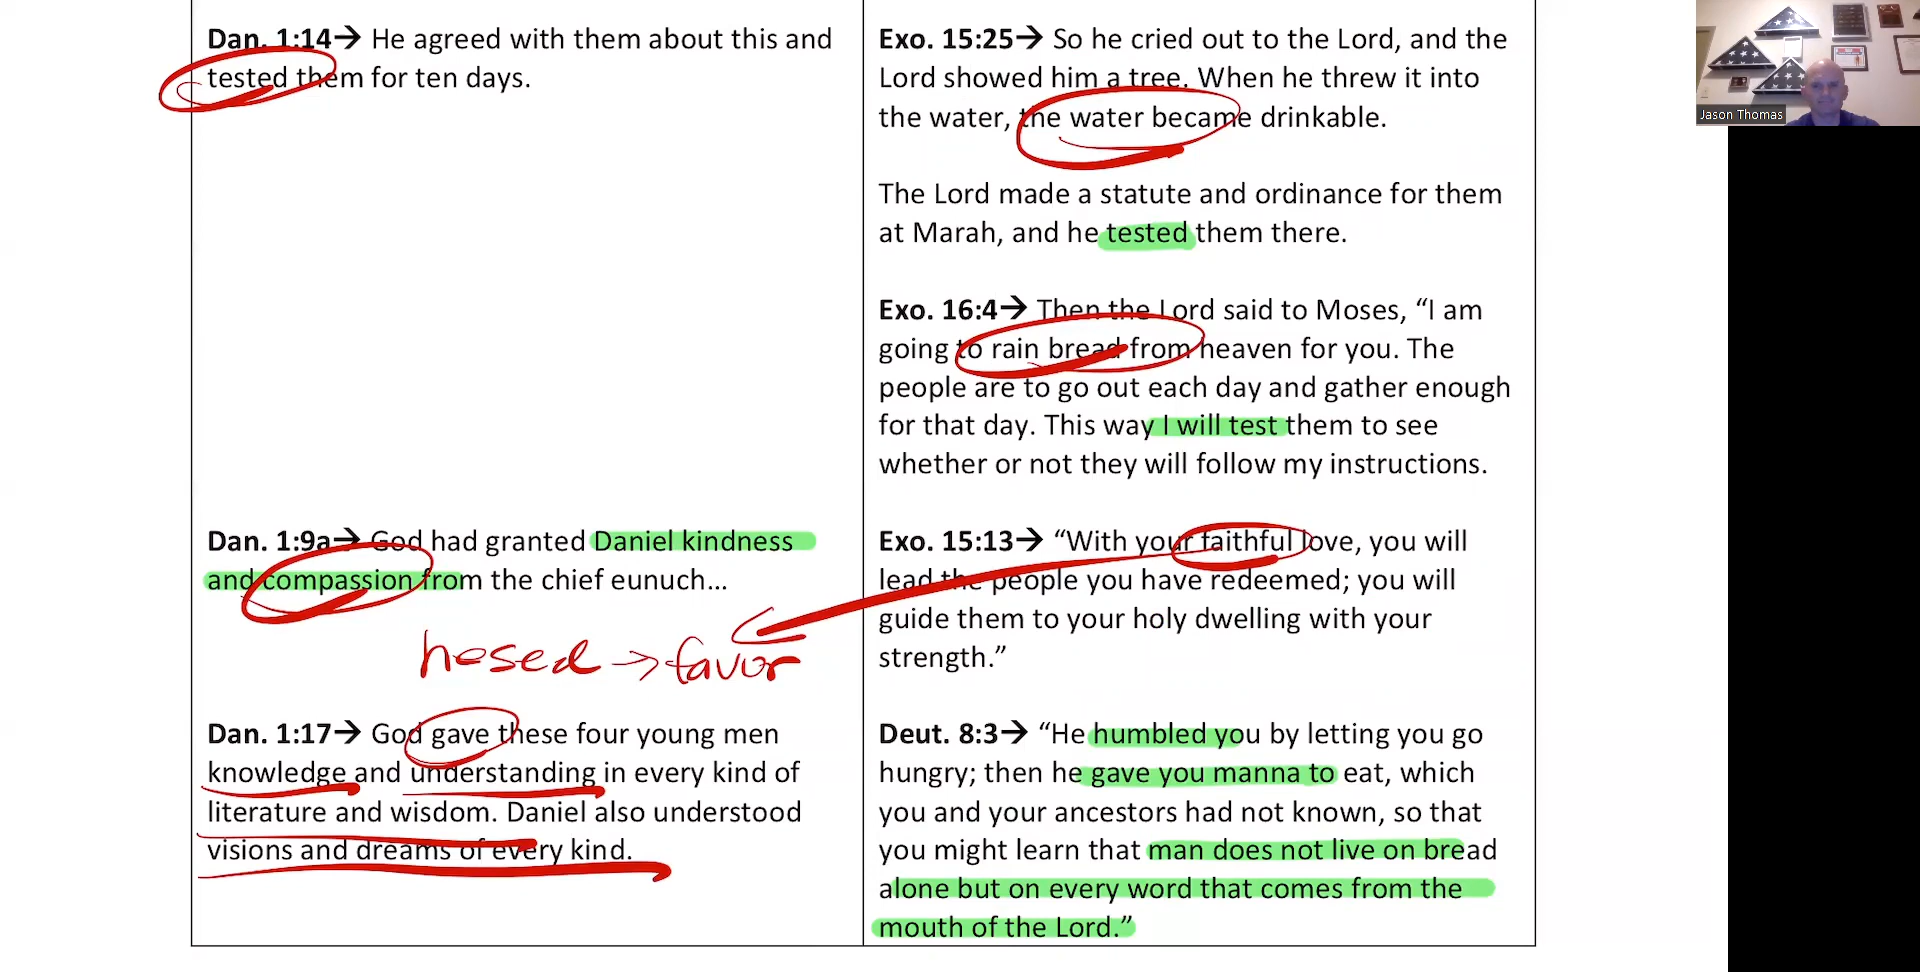 Dan. 1:14→ He agreed with them about this and
tested them for ten days.
Dan. 1:9a→ God had granted Daniel kindness
and compassion from the chief eunuch...
hesed → favor
Dan. 1:17→ God gave these four young men
knowledge and understanding in every kind of
literature and wisdom. Daniel also understood
visions and dreams of every kind.
Exo. 15:25→ So he cried out to the Lord, and the
Lord showed him a tree. When he threw it into
the water, the water became drinkable.
The Lord made a statute and ordinance for them
at Marah, and he tested them there.
Exo. 16:4→ Then the Lord said to Moses, “I am
going to rain bread from heaven for you. The
people are to go out each day and gather enough
for that day. This way I will test them to see
whether or not they will follow my instructions.
Exo. 15:13→ “With your faithful love, you will
lead the people you have redeemed; you will
guide them to your holy dwelling with your
strength.”
Deut. 8:3→ “He humbled you by letting you go
hungry; then he gave you manna to eat, which
you and your ancestors had not known, so that
you might learn that man does not live on bread
alone but on every word that comes from the
mouth of the Lord.”
Jason Thomas